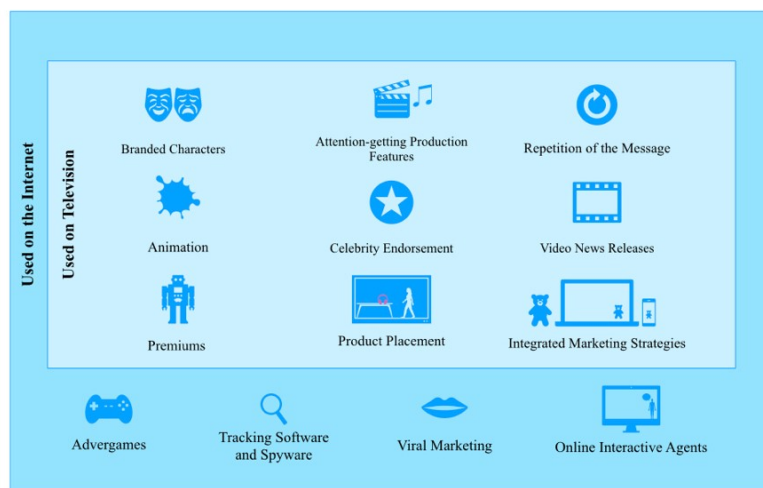 Used on the Internet
Used on Television
Branded Characters
Attention-getting Production
Features
Repetition of the Message
Animation
Celebrity Endorsement
Video News Releases
Premiums
Product Placement
Integrated Marketing Strategies
Advergames
Tracking Software
and Spyware
Viral Marketing
Online Interactive Agents